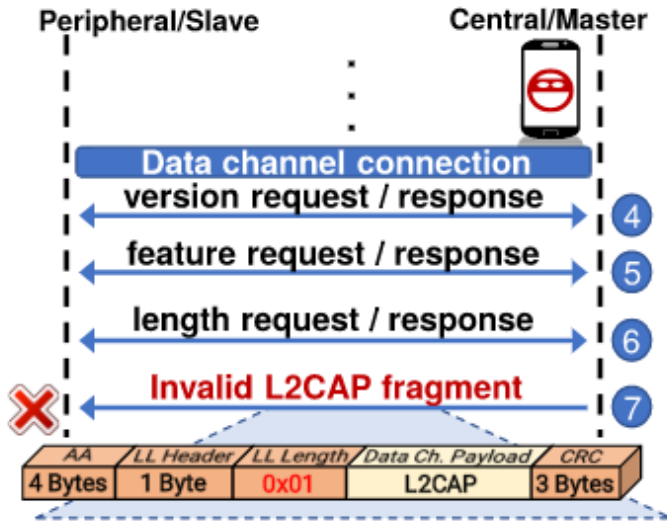 Peripheral/Slave Central/Master
Data channel connection
version request / response 4
feature request / response 5
length request / response 6
Invalid L2CAP fragment 7
AA LL Header LL Length Data Ch. Payload CRC
4 Bytes 1 Byte 0x01 L2CAP 3 Bytes